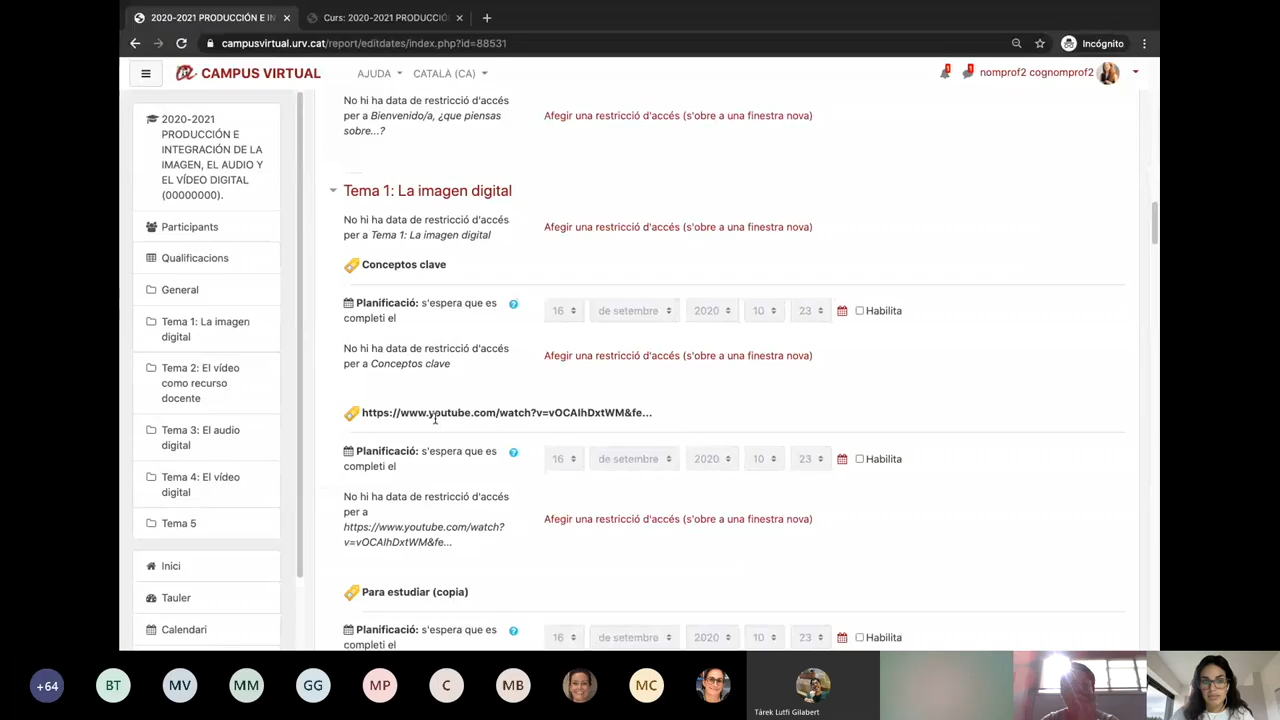 2020-2021 PRODUCCIÓN E IN
Curs: 2020-2021 PRODUCCIÓ
campusvirtual.urv.cat/report/editdates/index.php?id=88531
Incógnito
CAMPUS VIRTUAL
AJUDA
CATALÀ (CA)
nomprof2 cognomprof2
2020-2021
PRODUCCIÓN E
INTEGRACIÓN DE LA
IMAGEN, EL AUDIO Y
EL VÍDEO DIGITAL
(00000000).
Participants
Qualificacions
General
Tema 1: La imagen
digital
Tema 2: El vídeo
como recurso
docente
Tema 3: El audio
digital
Tema 4: El vídeo
digital
Tema 5
Inici
Tauler
Calendari
No hi ha data de restricció d'accés
per a Bienvenido/a, ¿que piensas
sobre...?
Afegir una restricció d'accés (s'obre a una finestra nova)
Tema 1: La imagen digital
No hi ha data de restricció d'accés
per a Tema 1: La imagen digital
Afegir una restricció d'accés (s'obre a una finestra nova)
Conceptos clave
Planificació: s'espera que es
completi el
16 de setembre 2020 10 23 Habilita
No hi ha data de restricció d'accés
per a Conceptos clave
Afegir una restricció d'accés (s'obre a una finestra nova)
https://www.youtube.com/watch?v=vOCAIhDxtWM&fe...
Planificació: s'espera que es
completi el
16 de setembre 2020 10 23 Habilita
No hi ha data de restricció d'accés
per a
https://www.youtube.com/watch?
v=vOCAIhDxtWM&fe...
Afegir una restricció d'accés (s'obre a una finestra nova)
Para estudiar (copia)
Planificació: s'espera que es
completi el
16 de setembre 2020 10 23 Habilita
+64
BT
MV
MM
GG
MP
C
MB
MC
Tárek Lutfi Gilabert